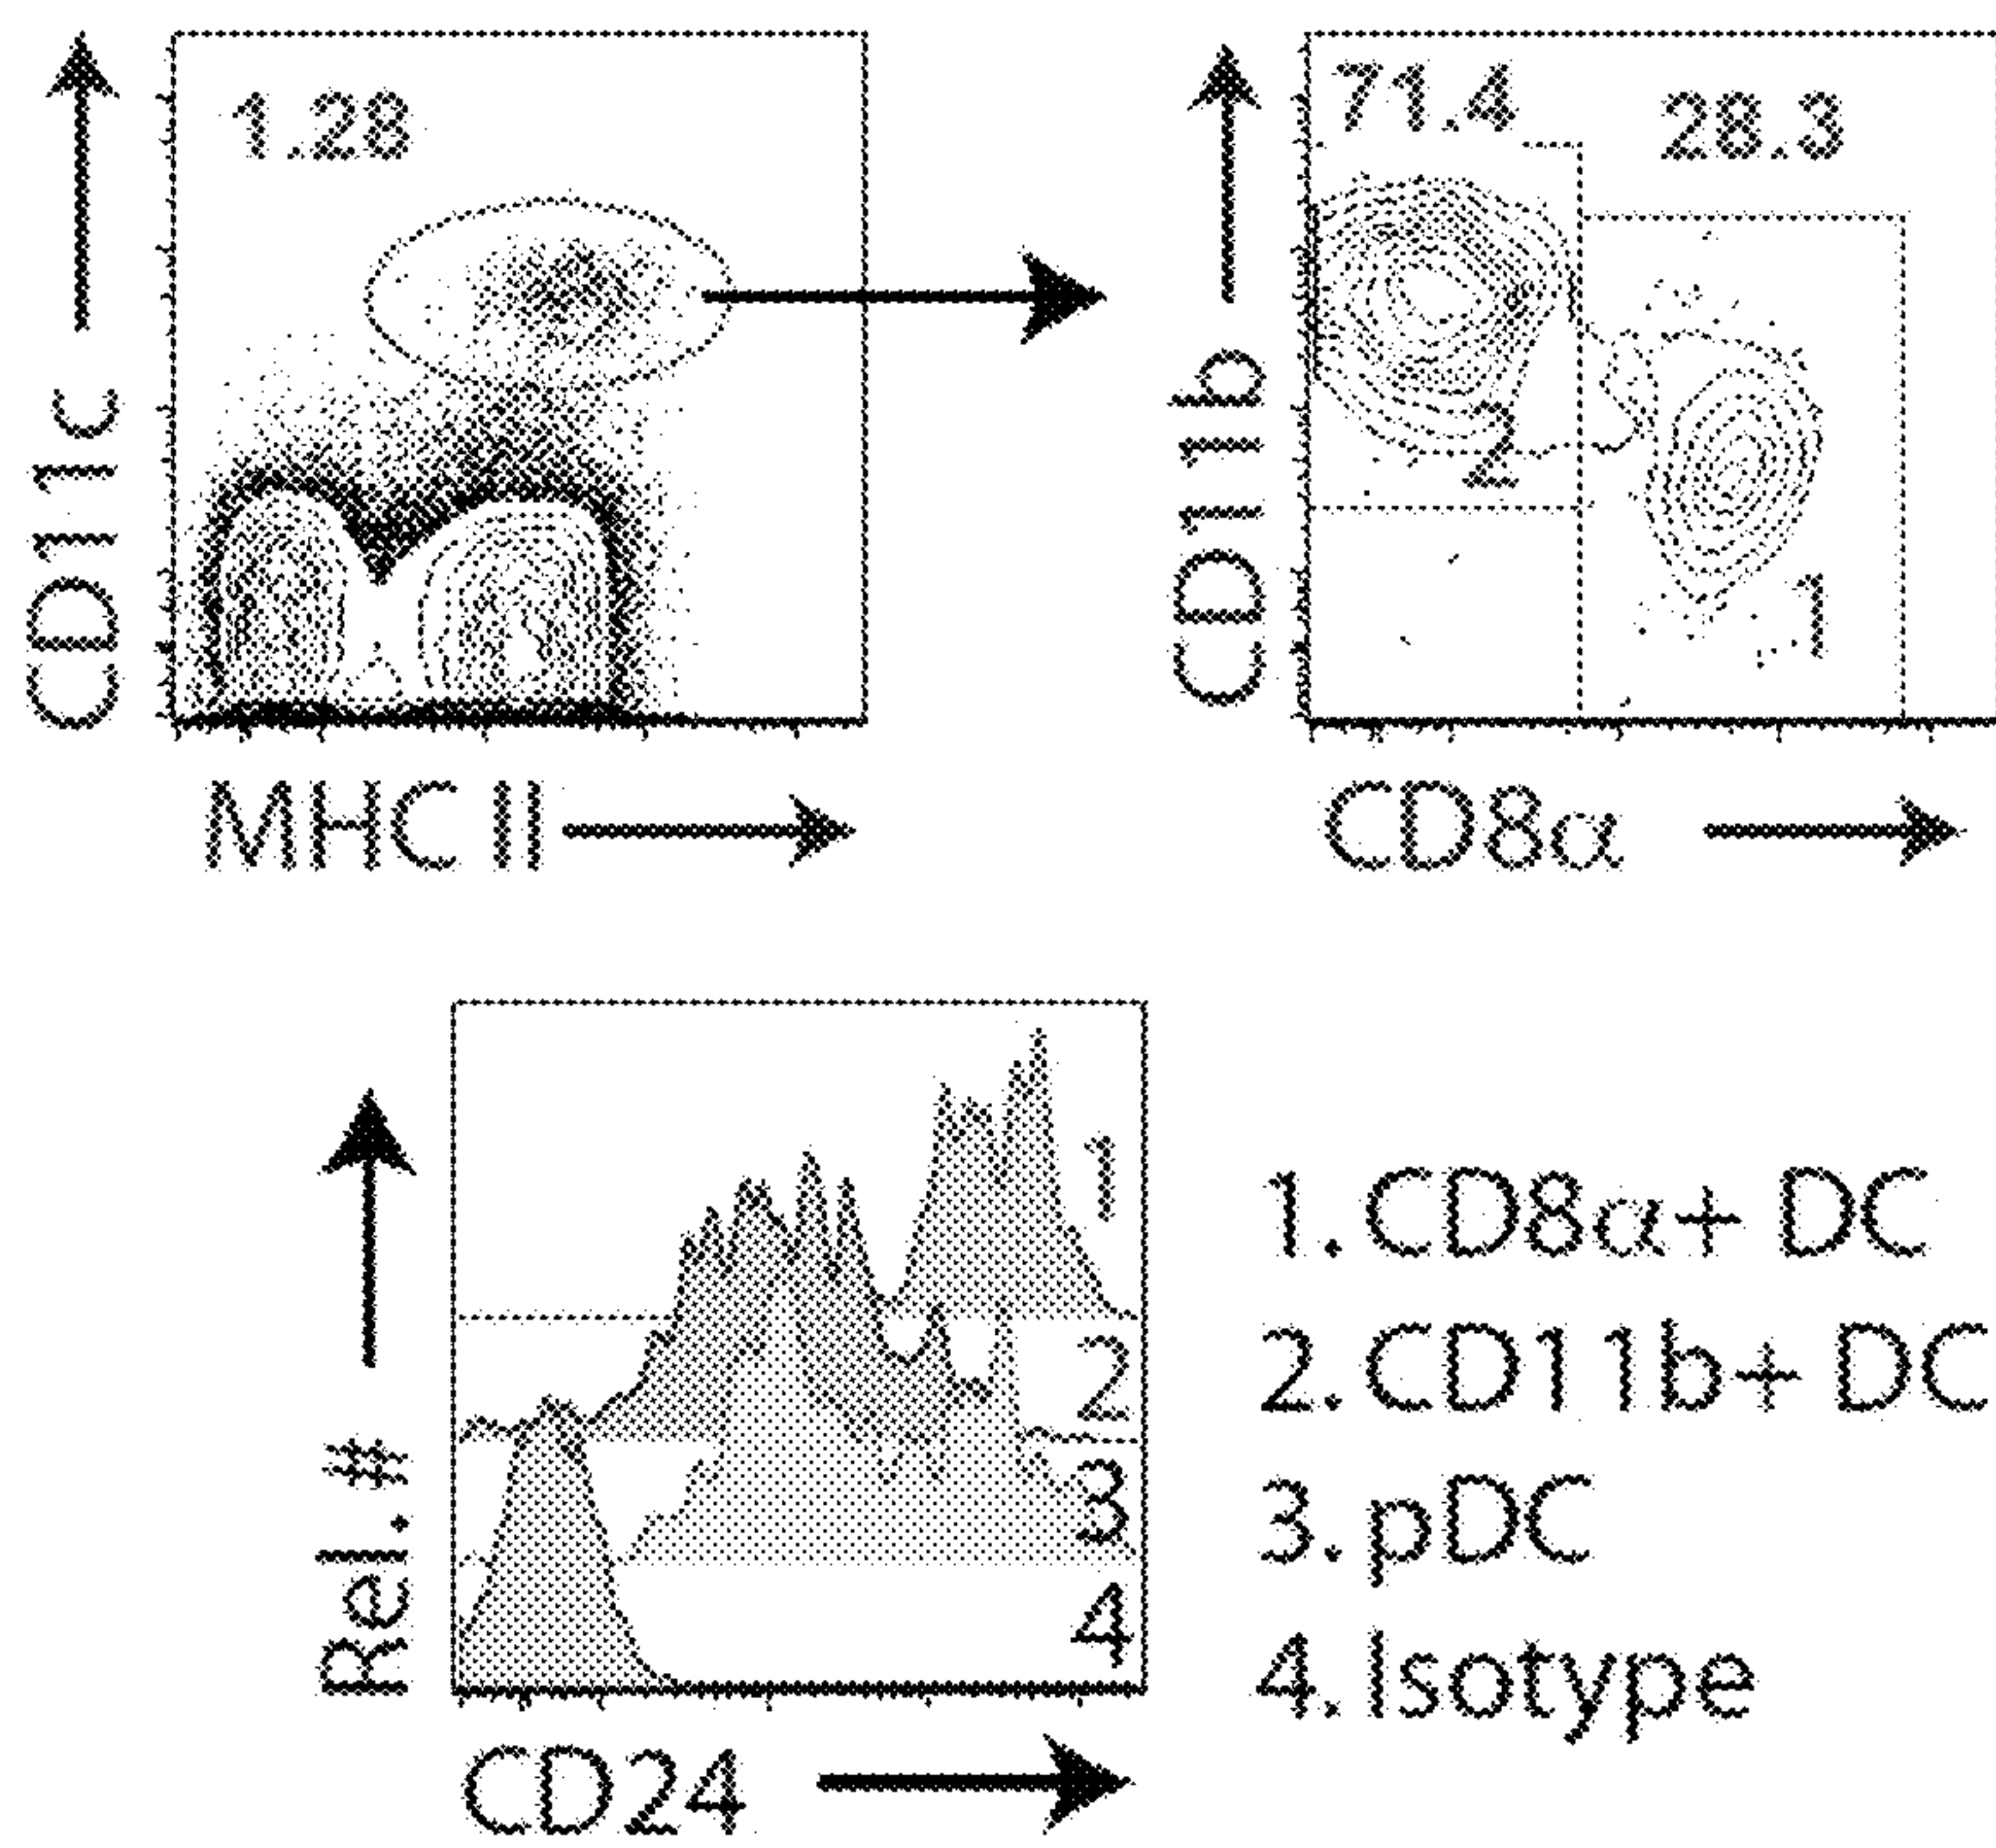 CD11c
1.28
MHC II
CD11b
71.4
28.3
2
1
CD8α
Rel. #
1
2
3
4
CD24
1. CD8α+ DC
2. CD11b+ DC
3. pDC
4. Isotype